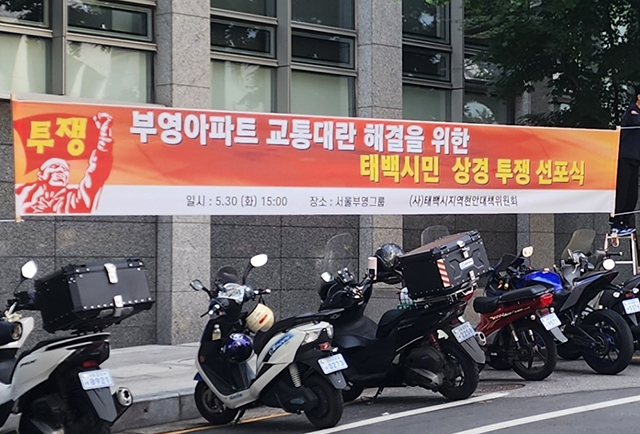 투쟁
부영아파트 교통대란 해결을 위한
태백시민 상경 투쟁 선포식
일시 : 5.30 (화) 15:00 장소 : 서울부영그룹 (사)태백시지역현안대책위원회